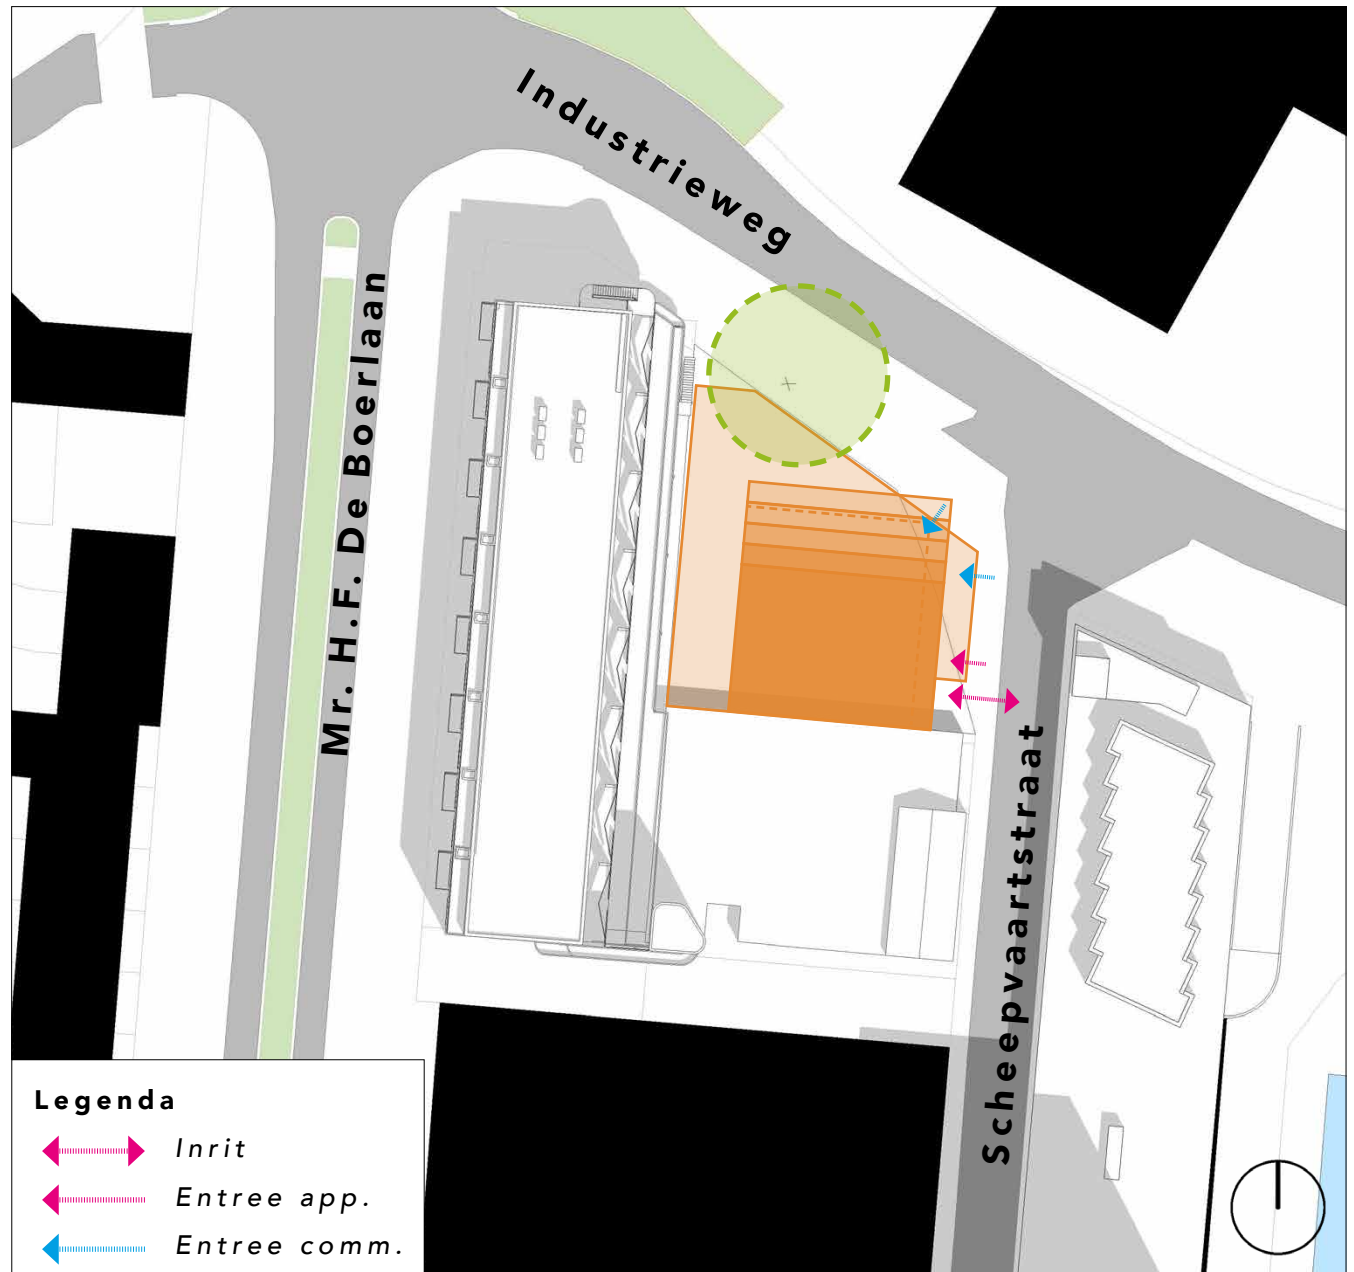 Industrieweg
Mr. H.F. De Boerlaan
Scheepvaartstraat
Legenda
Inrit
Entree app.
Entree comm.